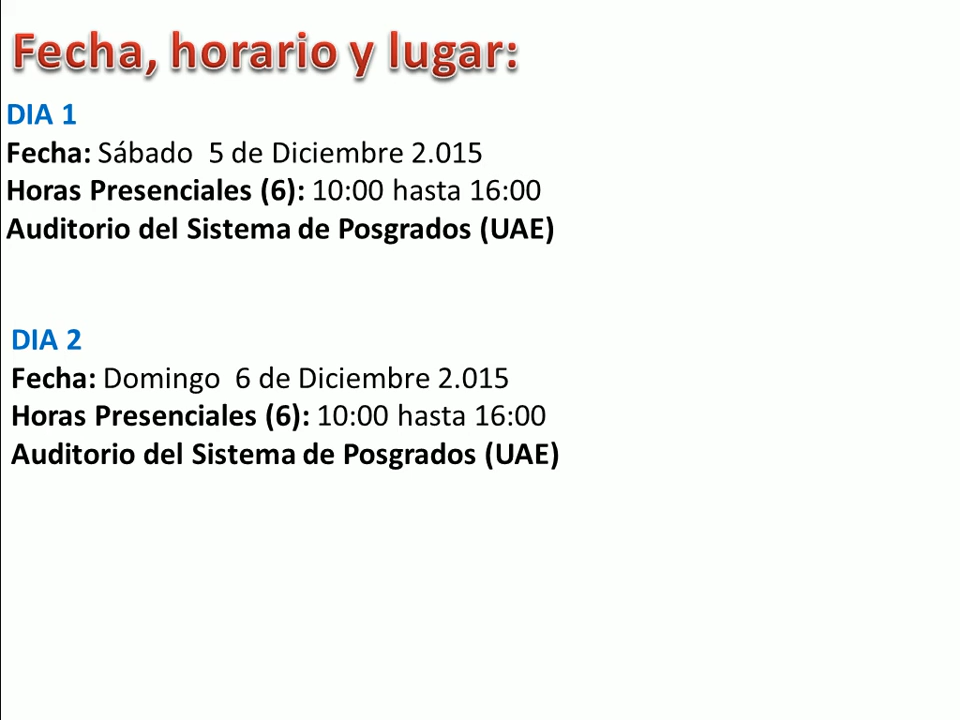 Fecha, horario y lugar:
DIA 1
Fecha: Sábado  5 de Diciembre 2.015
Horas Presenciales (6): 10:00 hasta 16:00
Auditorio del Sistema de Posgrados (UAE)
DIA 2
Fecha: Domingo  6 de Diciembre 2.015
Horas Presenciales (6): 10:00 hasta 16:00
Auditorio del Sistema de Posgrados (UAE)